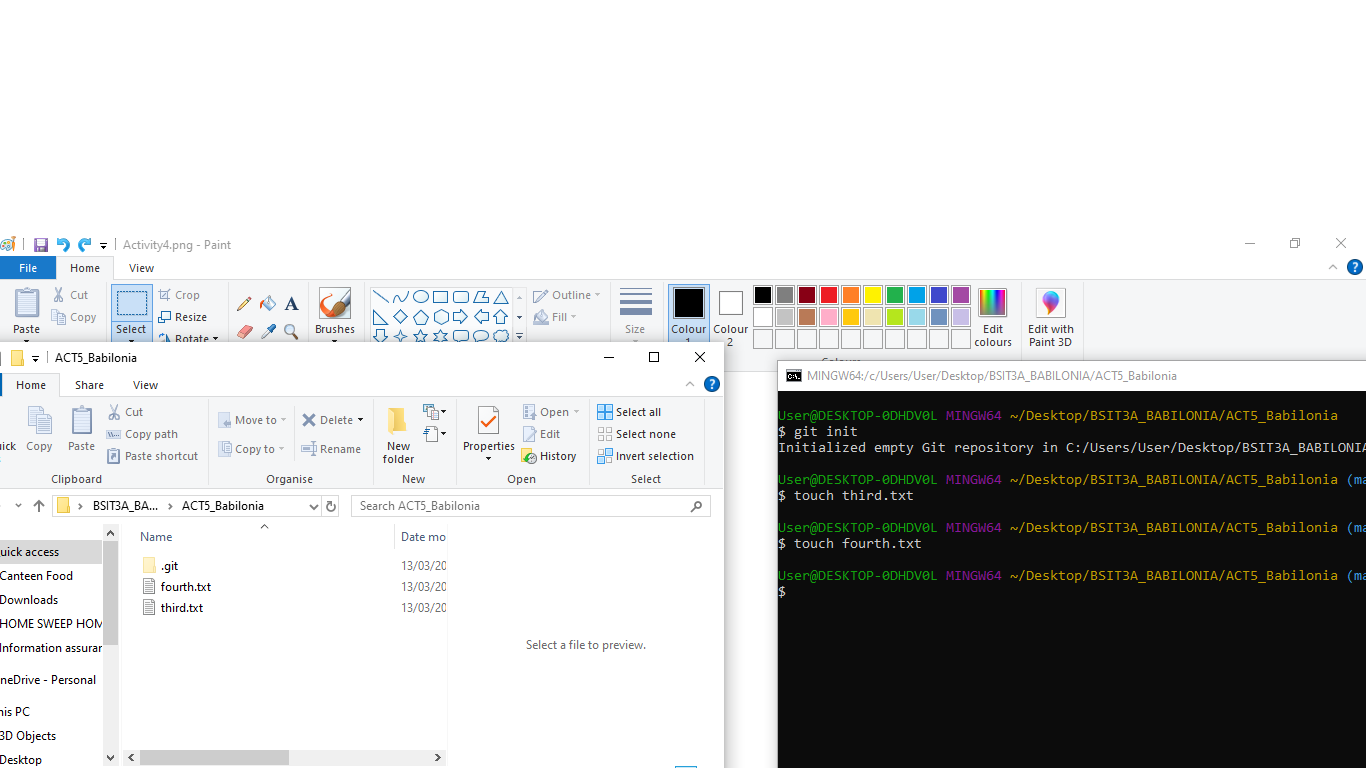 Activity4.png - Paint
File Home View
Paste Cut Copy
Select Crop Resize Rotate
Brushes
Outline Fill
Size
Colour 1
Colour 2
Edit colours
Edit with Paint 3D
ACT5_Babilonia
Home Share View
Copy Paste
Cut
Copy path
Paste shortcut
Clipboard
Move to Delete
Copy to Rename
Organise
New folder
New
Properties
Open
Edit
History
Open
Select all
Select none
Invert selection
Select
BSIT3A_BA... ACT5_Babilonia
Search ACT5_Babilonia
uick access
Canteen Food
Downloads
HOME SWEEP HOM
Information assurar
neDrive - Personal
his PC
3D Objects
Desktop
Name Date mo
.git 13/03/20
fourth.txt 13/03/20
third.txt 13/03/20
Select a file to preview.
MINGW64:/c/Users/User/Desktop/BSIT3A_BABILONIA/ACT5_Babilonia
User@DESKTOP-0DHDV0L MINGW64 ~/Desktop/BSIT3A_BABILONIA/ACT5_Babilonia
$ git init
Initialized empty Git repository in C:/Users/User/Desktop/BSIT3A_BABILONIA
User@DESKTOP-0DHDV0L MINGW64 ~/Desktop/BSIT3A_BABILONIA/ACT5_Babilonia (ma
$ touch third.txt
User@DESKTOP-0DHDV0L MINGW64 ~/Desktop/BSIT3A_BABILONIA/ACT5_Babilonia (ma
$ touch fourth.txt
User@DESKTOP-0DHDV0L MINGW64 ~/Desktop/BSIT3A_BABILONIA/ACT5_Babilonia (ma
$